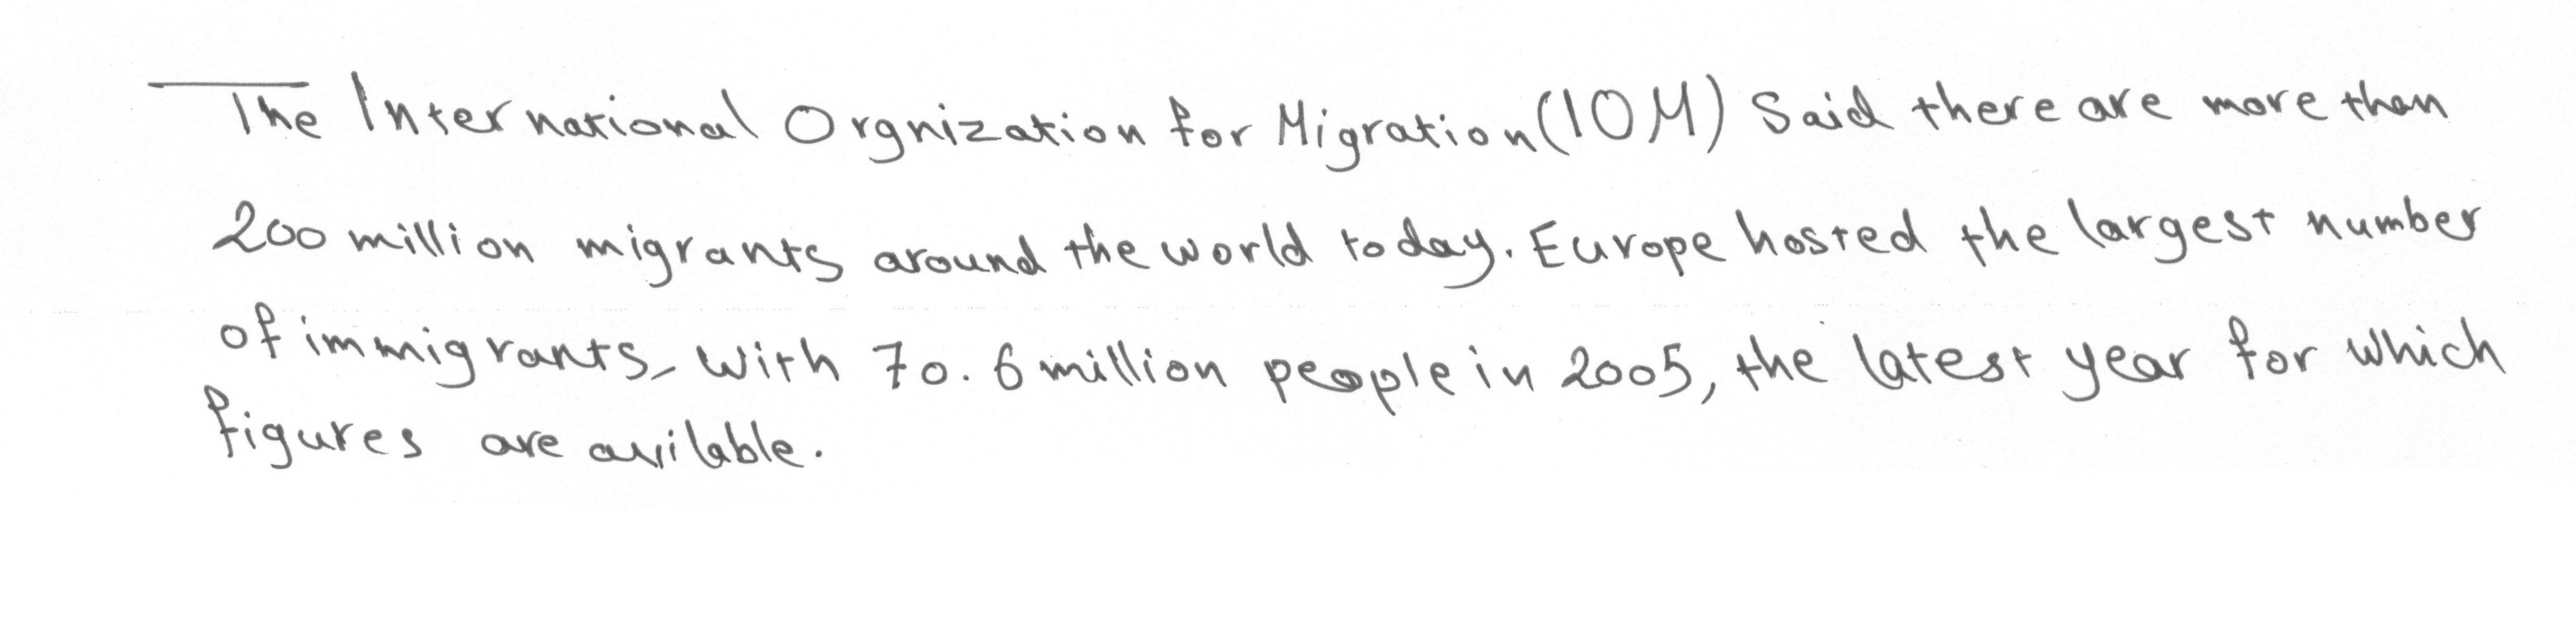 The International Orgnization for Migration (IOM) Said there are more than
200 million migrants around the world today. Europe hosted the largest number
of immigrants, With 70.6 million people in 2005, the latest year for which
figures are avilable.